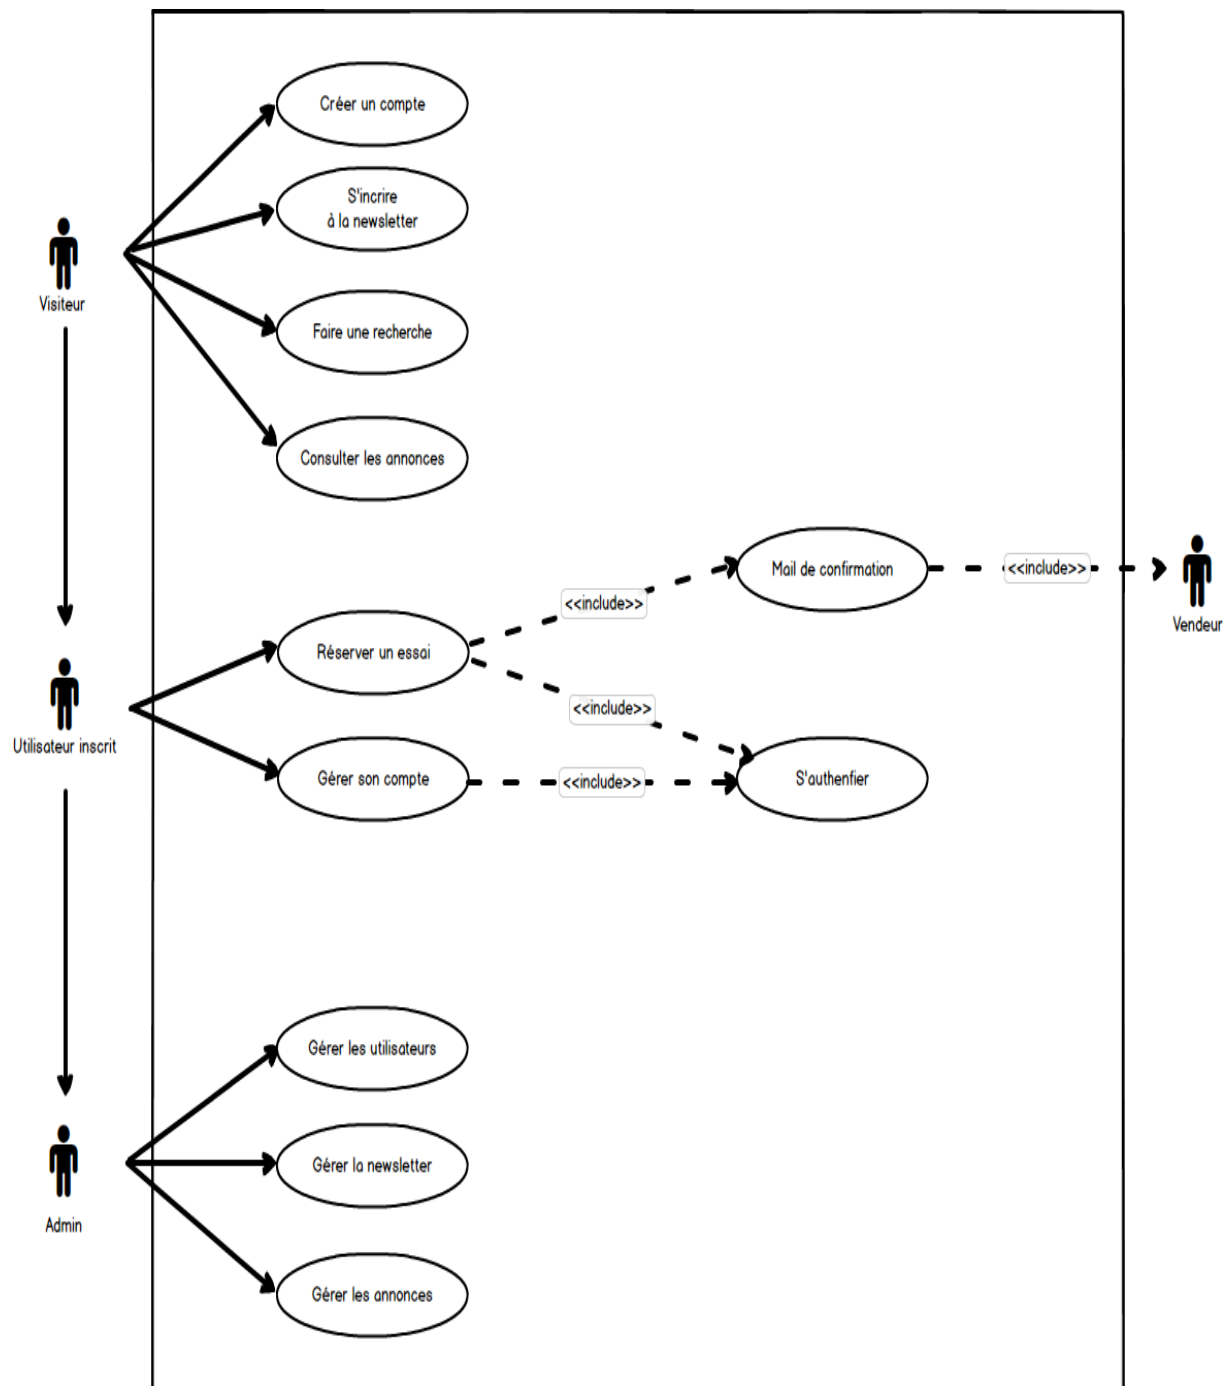 Créer un compte
S'incrire
à la newsletter
Visiteur
Faire une recherche
Consulter les annonces
Mail de confirmation
<<include>>
<<include>>
Vendeur
Réserver un essai
<<include>>
Utilisateur inscrit
Gérer son compte
<<include>>
S'authenfier
Gérer les utilisateurs
Gérer la newsletter
Admin
Gérer les annonces